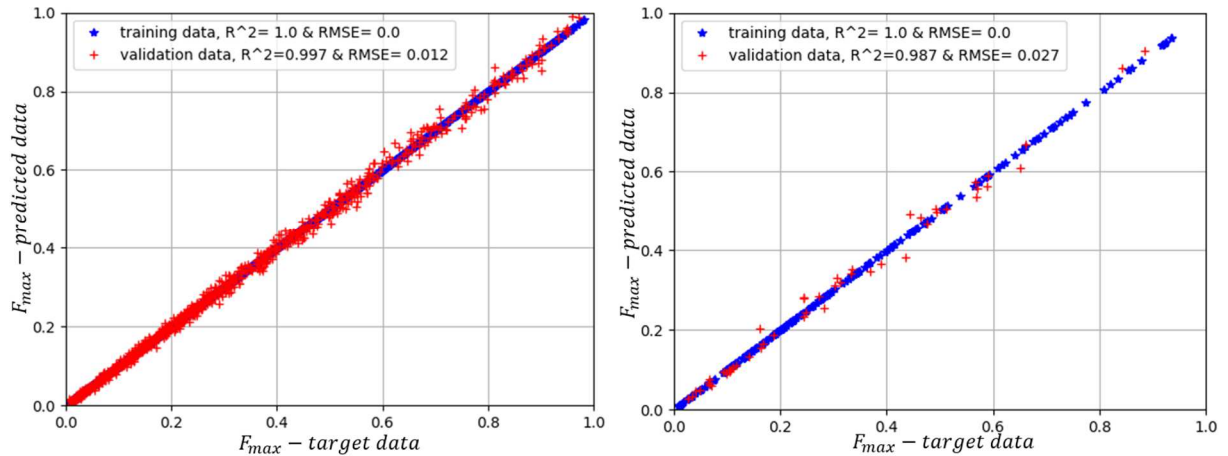 training data, R^2= 1.0 & RMSE= 0.0
validation data, R^2=0.997 & RMSE= 0.012
1.0
0.8
0.6
0.4
0.2
0.0
F_max − predicted data
0.0 0.2 0.4 0.6 0.8 1.0
F_max − target data
training data, R^2= 1.0 & RMSE= 0.0
validation data, R^2=0.987 & RMSE= 0.027
1.0
0.8
0.6
0.4
0.2
0.0
F_max − predicted data
0.0 0.2 0.4 0.6 0.8 1.0
F_max − target data